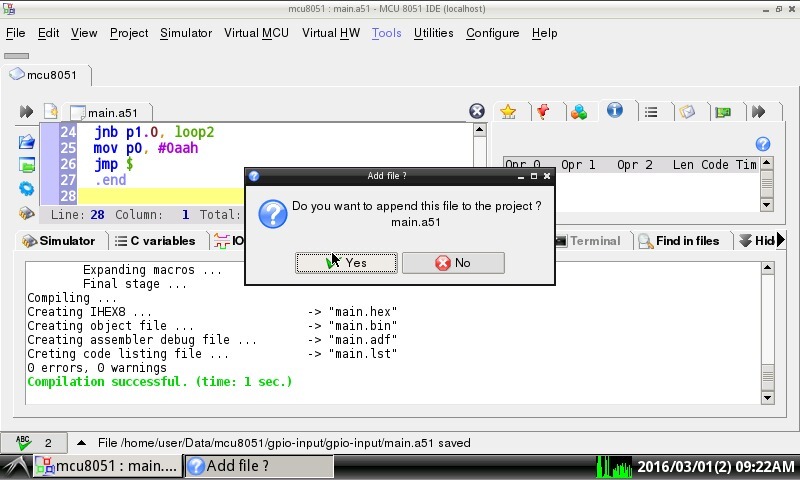 mcu8051 : main.a51 - MCU 8051 IDE (localhost)
File Edit View Project Simulator Virtual MCU Virtual HW Tools Utilities Configure Help
mcu8051
main.a51
24 jnb p1.0, loop2
25 mov p0, #0aah
26 jmp $
27 .end
28
Line: 28 Column: 1 Total:
Opr 0 Opr 1 Opr 2 Len Code Tim
Add file ?
Do you want to append this file to the project ?
main.a51
Yes No
Simulator C variables IO Terminal Find in files Hid
Expanding macros ...
Final stage ...
Compiling ...
Creating IHEX8 ... -> "main.hex"
Creating object file ... -> "main.bin"
Creating assembler debug file ... -> "main.adf"
Creting code listing file ... -> "main.lst"
0 errors, 0 warnings
Compilation successful. (time: 1 sec.)
ABC 2 File /home/user/Data/mcu8051/gpio-input/gpio-input/main.a51 saved
mcu8051 : main.... Add file ? 2016/03/01(2) 09:22AM